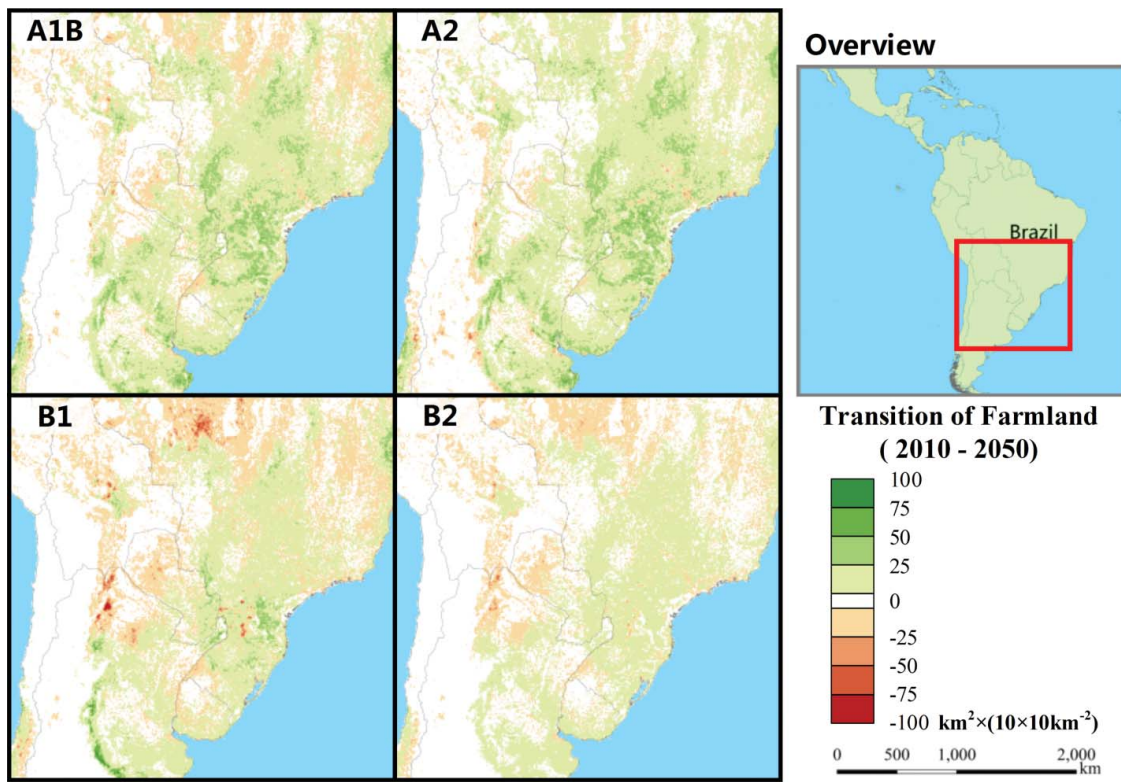 A1B
A2
Overview
Brazil
B1
B2
Transition of Farmland
( 2010 - 2050)
100
75
50
25
0
-25
-50
-75
-100 km²×(10×10km⁻²)
0 500 1,000 2,000
km